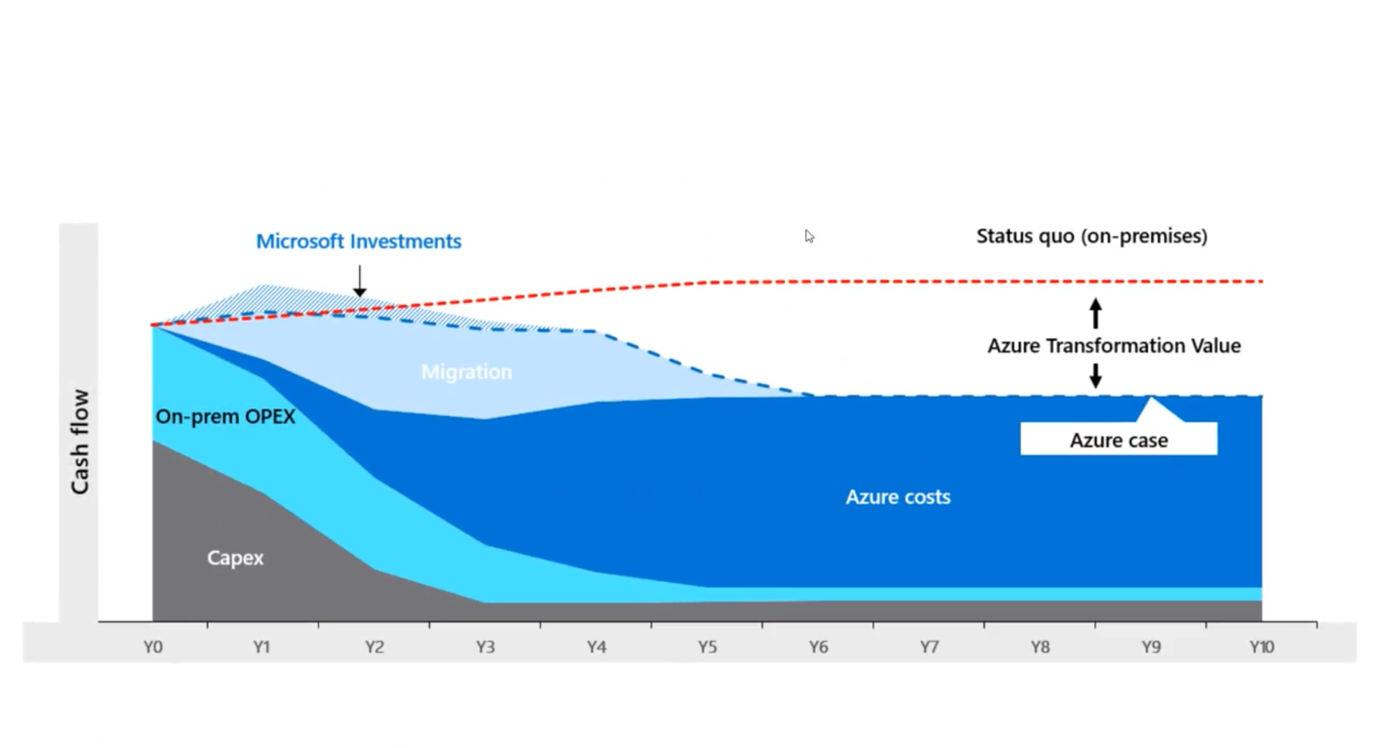 Microsoft Investments
Status quo (on-premises)
Azure Transformation Value
Migration
On-prem OPEX
Azure case
Cash flow
Azure costs
Capex
Y0 Y1 Y2 Y3 Y4 Y5 Y6 Y7 Y8 Y9 Y10